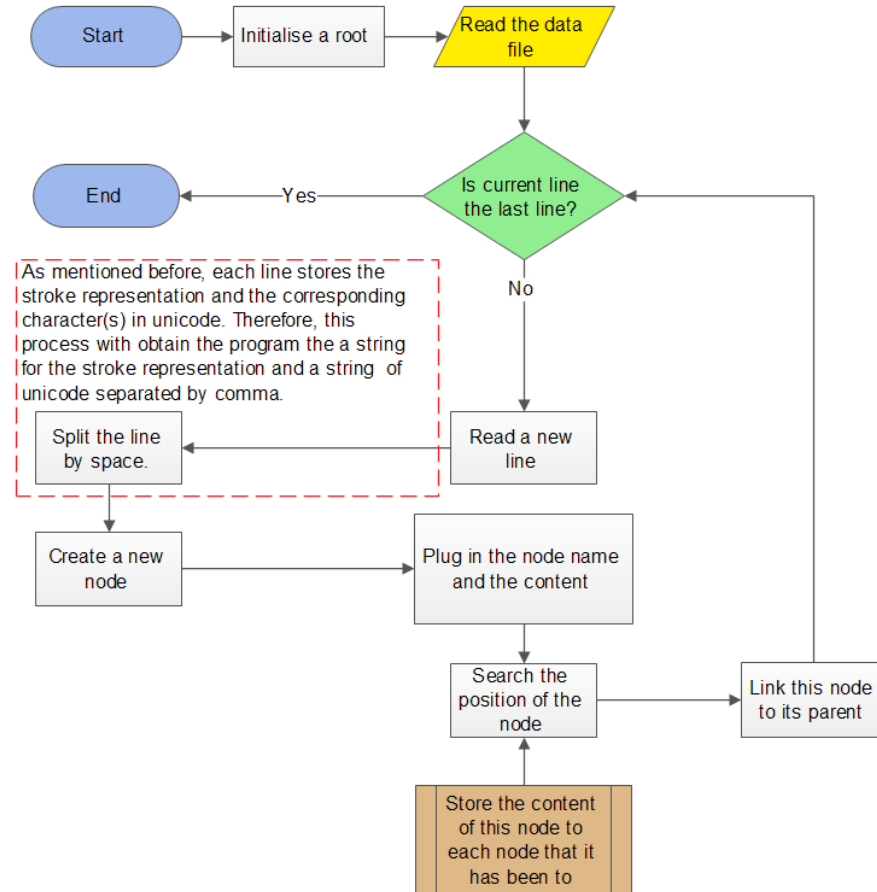 Start
Initialise a root
Read the data
file
Is current line
the last line?
Yes
End
No
As mentioned before, each line stores the
stroke representation and the corresponding
character(s) in unicode. Therefore, this
process with obtain the program the a string
for the stroke representation and a string of
unicode separated by comma.
Split the line
by space.
Read a new
line
Create a new
node
Plug in the node name
and the content
Search the
position of the
node
Link this node
to its parent
Store the content
of this node to
each node that it
has been to